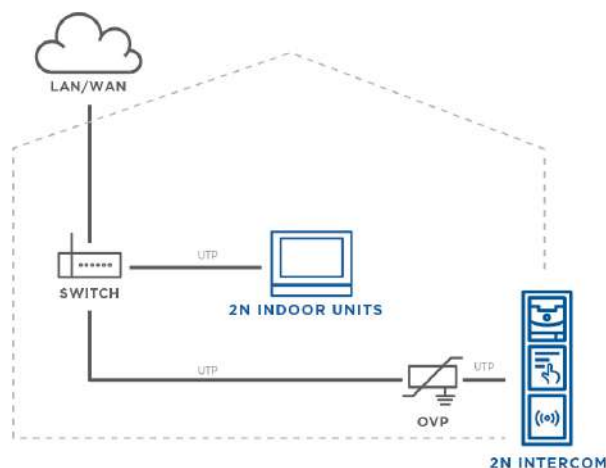 LAN/WAN
UTP
SWITCH
2N INDOOR UNITS
UTP
UTP
OVP
2N INTERCOM